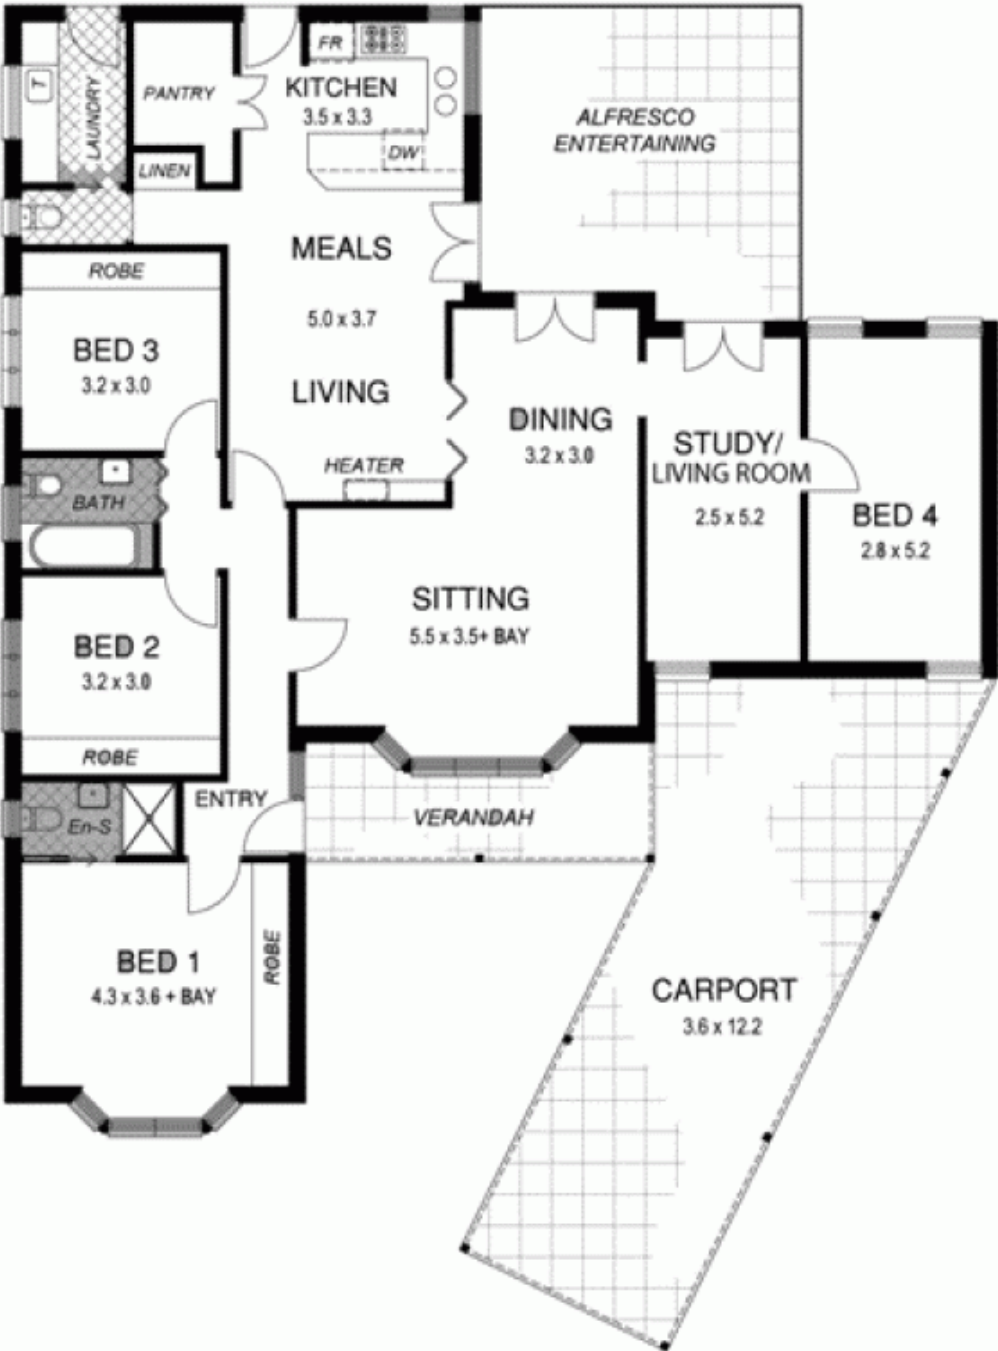 FR
T
LAUNDRY
PANTRY
KITCHEN
3.5 x 3.3
DW
LINEN
ALFRESCO
ENTERTAINING
ROBE
MEALS
5.0 x 3.7
BED 3
3.2 x 3.0
LIVING
DINING
3.2 x 3.0
STUDY/
LIVING ROOM
2.5 x 5.2
HEATER
BATH
BED 4
2.8 x 5.2
SITTING
5.5 x 3.5+ BAY
BED 2
3.2 x 3.0
ROBE
ENTRY
En-S
VERANDAH
BED 1
4.3 x 3.6 + BAY
ROBE
CARPORT
3.6 x 12.2